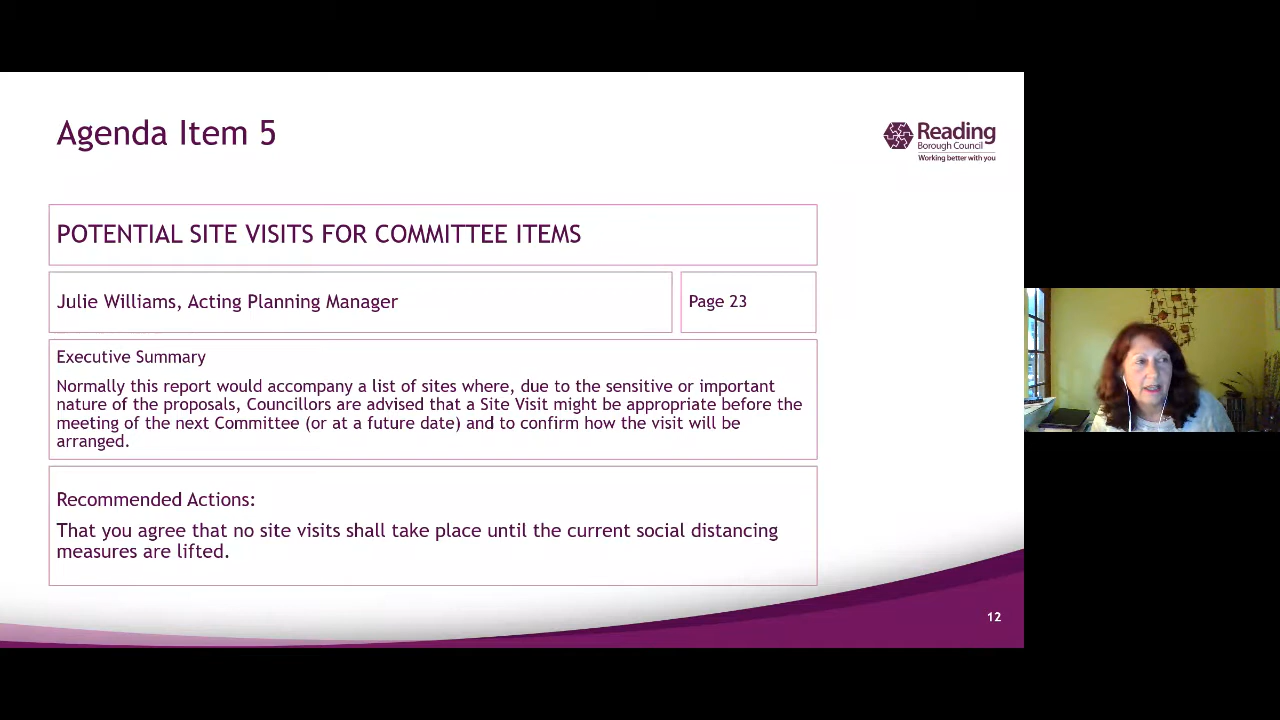 Agenda Item 5
Reading
Borough Council
Working better with you
POTENTIAL SITE VISITS FOR COMMITTEE ITEMS
Julie Williams, Acting Planning Manager
Page 23
Executive Summary
Normally this report would accompany a list of sites where, due to the sensitive or important
nature of the proposals, Councillors are advised that a Site Visit might be appropriate before the
meeting of the next Committee (or at a future date) and to confirm how the visit will be
arranged.
Recommended Actions:
That you agree that no site visits shall take place until the current social distancing
measures are lifted.
12